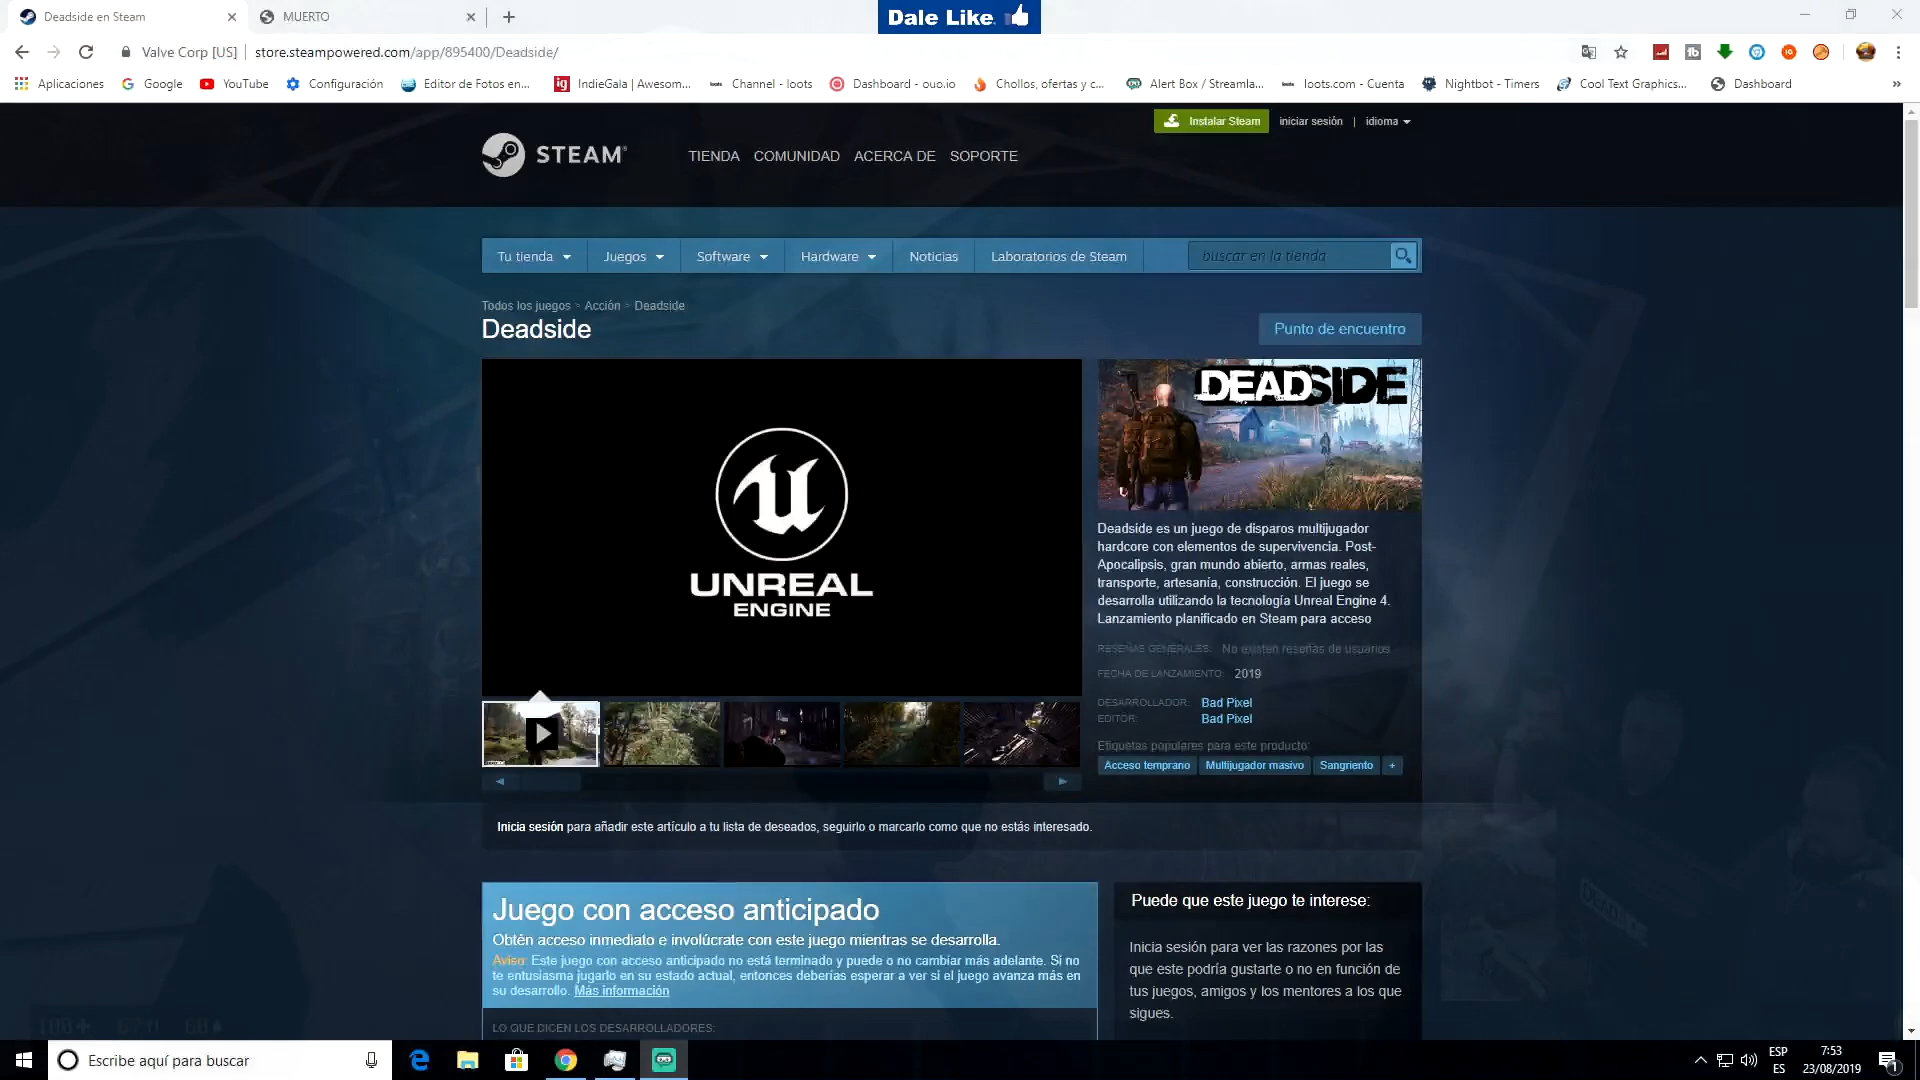 Deadside en Steam
MUERTO
Dale Like
Valve Corp [US] | store.steampowered.com/app/895400/Deadside/
Aplicaciones
Google
YouTube
Configuración
Editor de Fotos en...
IndieGala | Awesom...
Channel - loots
Dashboard - ouo.io
Chollos, ofertas y c...
Alert Box / Streamla...
loots.com - Cuenta
Nightbot - Timers
Cool Text Graphics...
Dashboard
Instalar Steam
iniciar sesión | idioma
STEAM
TIENDA COMUNIDAD ACERCA DE SOPORTE
Tu tienda
Juegos
Software
Hardware
Noticias
Laboratorios de Steam
buscar en la tienda
Todos los juegos > Acción > Deadside
Deadside
Punto de encuentro
UNREAL
ENGINE
DEADSIDE
Deadside es un juego de disparos multijugador
hardcore con elementos de supervivencia. Post-
Apocalipsis, gran mundo abierto, armas reales,
transporte, artesanía, construcción. El juego se
desarrolla utilizando la tecnología Unreal Engine 4.
Lanzamiento planificado en Steam para acceso
RESEÑAS GENERALES: No existen reseñas de usuarios
FECHA DE LANZAMIENTO: 2019
DESARROLLADOR: Bad Pixel
EDITOR: Bad Pixel
Etiquetas populares para este producto:
Acceso temprano
Multijugador masivo
Sangriento
+
Inicia sesión para añadir este artículo a tu lista de deseados, seguirlo o marcarlo como que no estás interesado.
Juego con acceso anticipado
Obtén acceso inmediato e involúcrate con este juego mientras se desarrolla.
Aviso: Este juego con acceso anticipado no está terminado y puede o no cambiar más adelante. Si no
te entusiasma jugarlo en su estado actual, entonces deberías esperar a ver si el juego avanza más en
su desarrollo. Más información
LO QUE DICEN LOS DESARROLLADORES:
Puede que este juego te interese:
Inicia sesión para ver las razones por las
que este podría gustarte o no en función de
tus juegos, amigos y los mentores a los que
sigues.
Escribe aquí para buscar
ESP
ES
7:53
23/08/2019
1